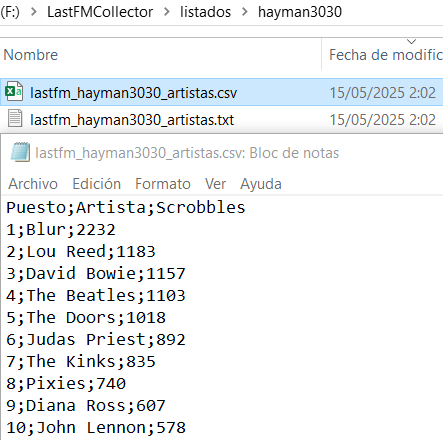 (F:) > LastFMCollector > listados > hayman3030
Nombre Fecha de modific
lastfm_hayman3030_artistas.csv 15/05/2025 2:02
lastfm_hayman3030_artistas.txt 15/05/2025 2:02
lastfm_hayman3030_artistas.csv: Bloc de notas
Archivo Edición Formato Ver Ayuda
Puesto;Artista;Scrobbles
1;Blur;2232
2;Lou Reed;1183
3;David Bowie;1157
4;The Beatles;1103
5;The Doors;1018
6;Judas Priest;892
7;The Kinks;835
8;Pixies;740
9;Diana Ross;607
10;John Lennon;578